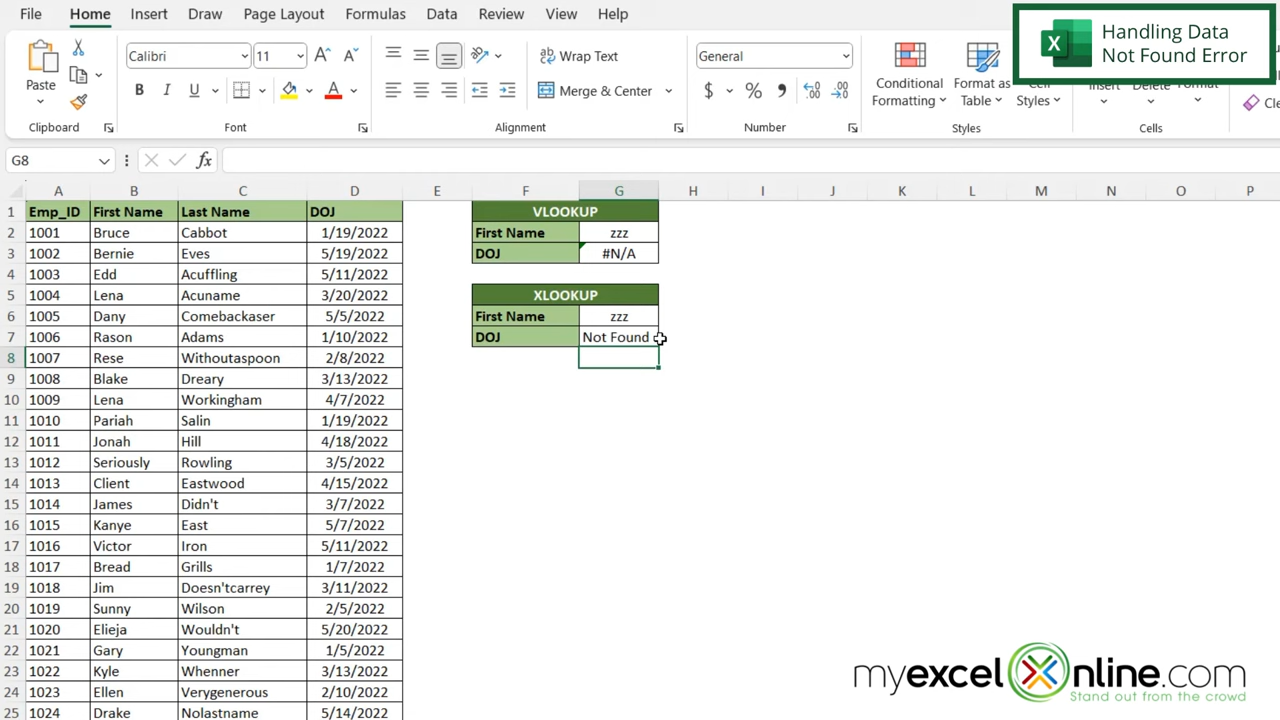 File Home Insert Draw Page Layout Formulas Data Review View Help
Handling Data
Not Found Error
Paste
Calibri 11 A A
B I U A
Wrap Text
Merge & Center
General
$ % 9
Conditional
Formatting
Format as
Table
Styles
Insert
Cle
Clipboard Font Alignment Number Styles Cells
G8 fx
A B C D E F G H I J K L M N O P
1 Emp_ID First Name Last Name DOJ VLOOKUP
2 1001 Bruce Cabbot 1/19/2022 First Name zzz
3 1002 Bernie Eves 5/19/2022 DOJ #N/A
4 1003 Edd Acuffling 5/11/2022
5 1004 Lena Acuname 3/20/2022 XLOOKUP
6 1005 Dany Comebackaser 5/5/2022 First Name zzz
7 1006 Rason Adams 1/10/2022 DOJ Not Found
8 1007 Rese Withoutaspoon 2/8/2022
9 1008 Blake Dreary 3/13/2022
10 1009 Lena Workingham 4/7/2022
11 1010 Pariah Salin 1/19/2022
12 1011 Jonah Hill 4/18/2022
13 1012 Seriously Rowling 3/5/2022
14 1013 Client Eastwood 4/15/2022
15 1014 James Didn't 3/7/2022
16 1015 Kanye East 5/7/2022
17 1016 Victor Iron 5/11/2022
18 1017 Bread Grills 1/7/2022
19 1018 Jim Doesn'tcarrey 3/11/2022
20 1019 Sunny Wilson 2/5/2022
21 1020 Elieja Wouldn't 5/20/2022
22 1021 Gary Youngman 1/5/2022
23 1022 Kyle Whenner 3/13/2022
24 1023 Ellen Verygenerous 2/10/2022
25 1024 Drake Nolastname 5/14/2022
myexcelonline.com
Stand out from the crowd